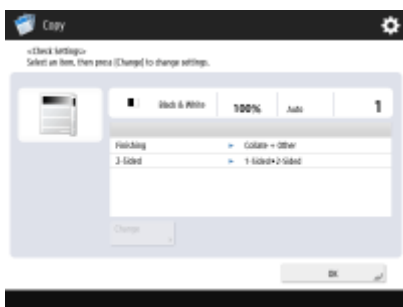 Copy
<Check Settings>
Select an item, then press [Change] to change settings.
Black & White 100% Auto 1
Finishing ► Collate + Other
2-Sided ► 1-Sided►2-Sided
Change
OK